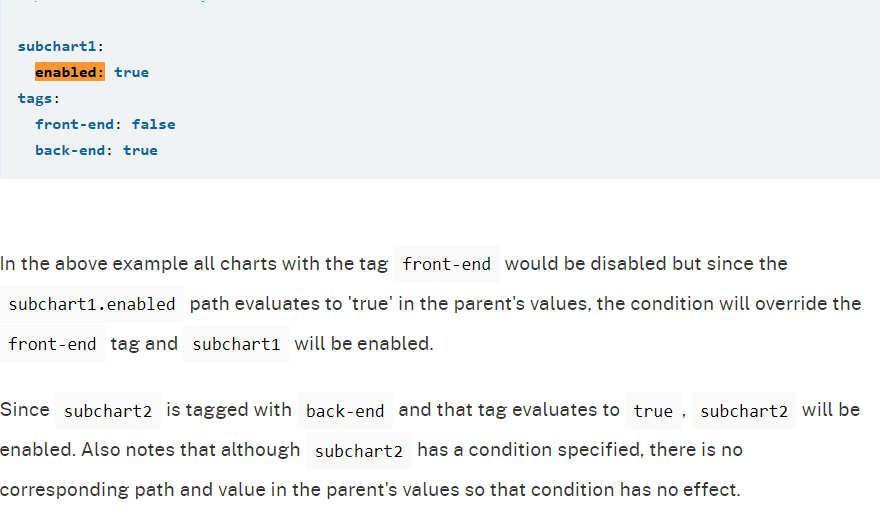 subchart1:
  enabled: true
tags:
  front-end: false
  back-end: true
In the above example all charts with the tag front-end would be disabled but since the
subchart1.enabled path evaluates to 'true' in the parent's values, the condition will override the
front-end tag and subchart1 will be enabled.
Since subchart2 is tagged with back-end and that tag evaluates to true , subchart2 will be
enabled. Also notes that although subchart2 has a condition specified, there is no
corresponding path and value in the parent's values so that condition has no effect.